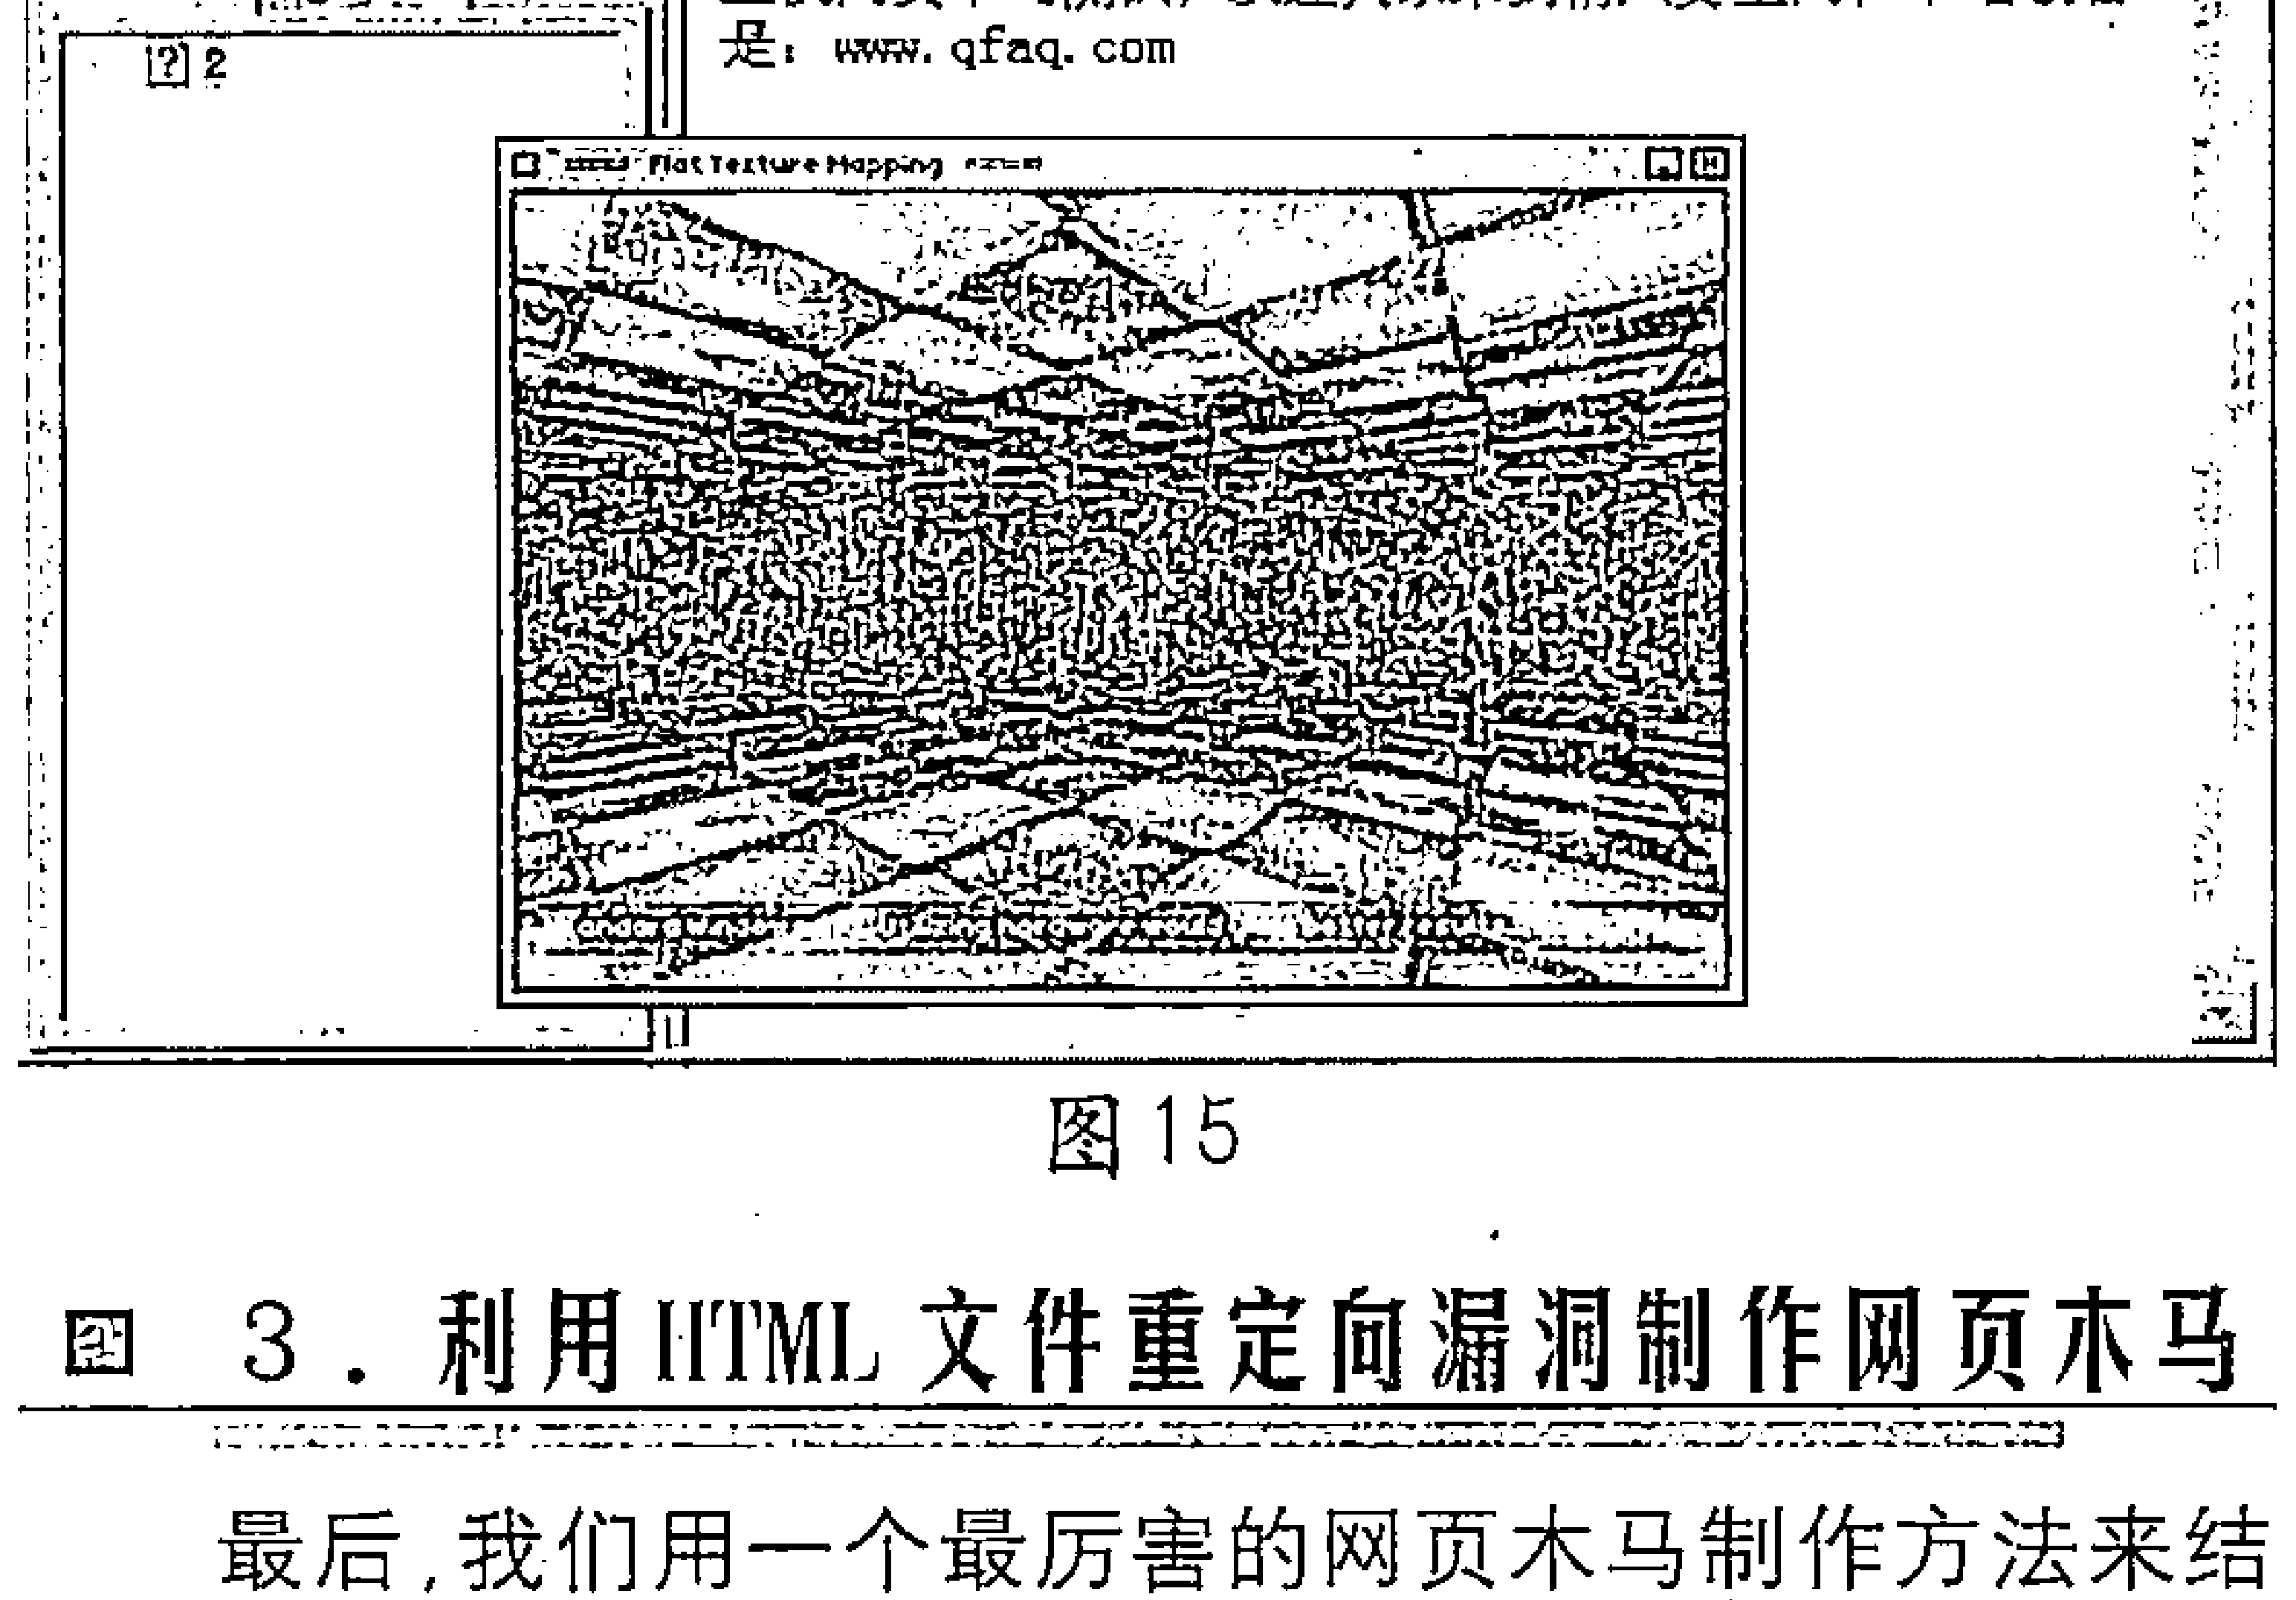 是：www.qfaq.com
2
Flat Texture Mapping
图15
3．利用HTML文件重定向漏洞制作网页木马
最后，我们用一个最厉害的网页木马制作方法来结